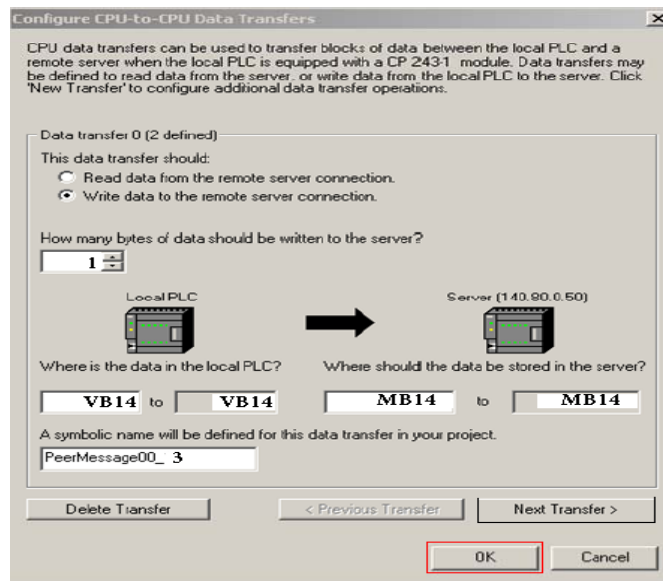 Configure CPU-to-CPU Data Transfers
CPU data transfers can be used to transfer blocks of data between the local PLC and a
remote server when the local PLC is equipped with a CP 243-1 module. Data transfers may
be defined to read data from the server, or write data from the local PLC to the server. Click
'New Transfer' to configure additional data transfer operations.
Data transfer 0 (2 defined)
This data transfer should:
Read data from the remote server connection.
Write data to the remote server connection.
How many bytes of data should be written to the server?
1
Local PLC Server (140.80.0.50)
Where is the data in the local PLC? Where should the data be stored in the server?
VB14 to VB14 MB14 to MB14
A symbolic name will be defined for this data transfer in your project.
PeerMessage00_ 3
Delete Transfer < Previous Transfer Next Transfer >
OK Cancel